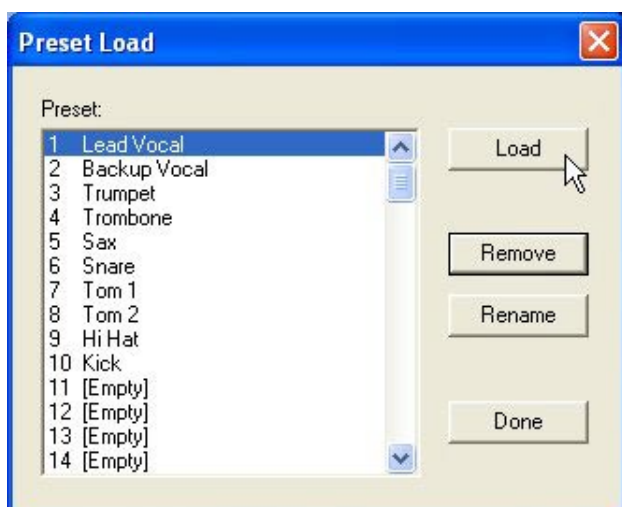 Preset Load
Preset:
1 Lead Vocal
2 Backup Vocal
3 Trumpet
4 Trombone
5 Sax
6 Snare
7 Tom 1
8 Tom 2
9 Hi Hat
10 Kick
11 [Empty]
12 [Empty]
13 [Empty]
14 [Empty]
Load
Remove
Rename
Done